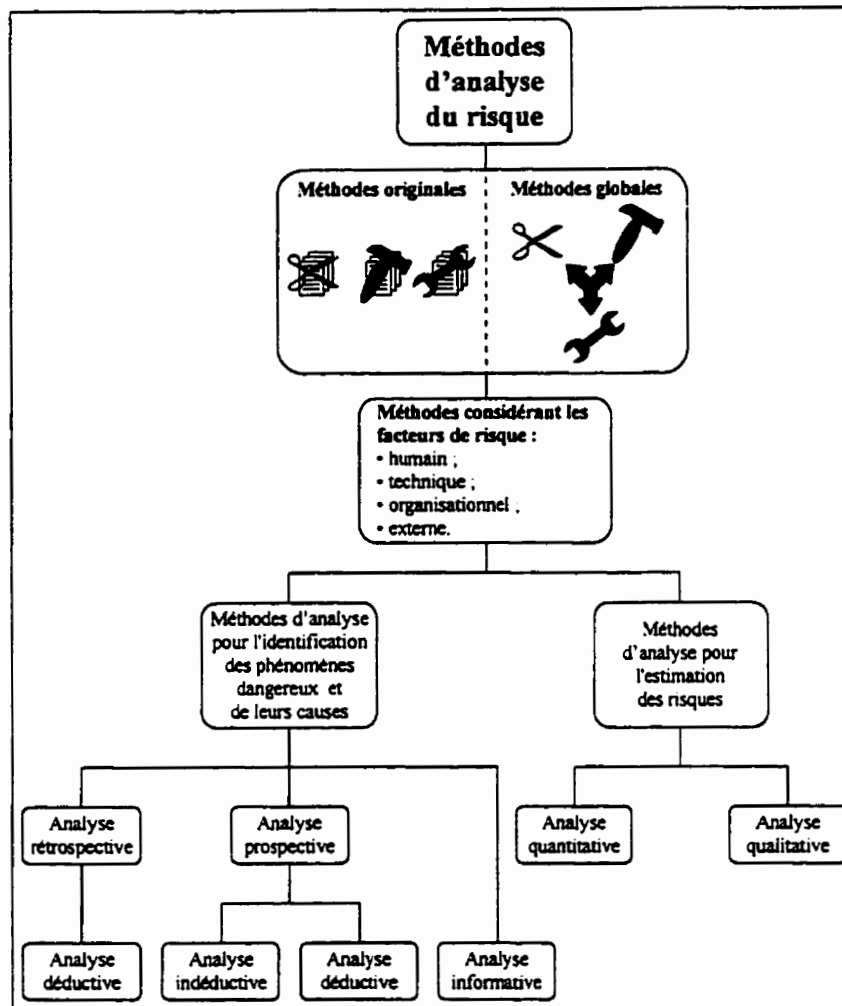 Méthodes
d'analyse
du risque
Méthodes originales
Méthodes globales
Méthodes considérant les
facteurs de risque :
• humain ;
• technique ;
• organisationnel ;
• externe.
Méthodes d'analyse
pour l'identification
des phénomènes
dangereux et
de leurs causes
Méthodes
d'analyse pour
l'estimation
des risques
Analyse
rétrospective
Analyse
prospective
Analyse
quantitative
Analyse
qualitative
Analyse
déductive
Analyse
indéductive
Analyse
déductive
Analyse
informative